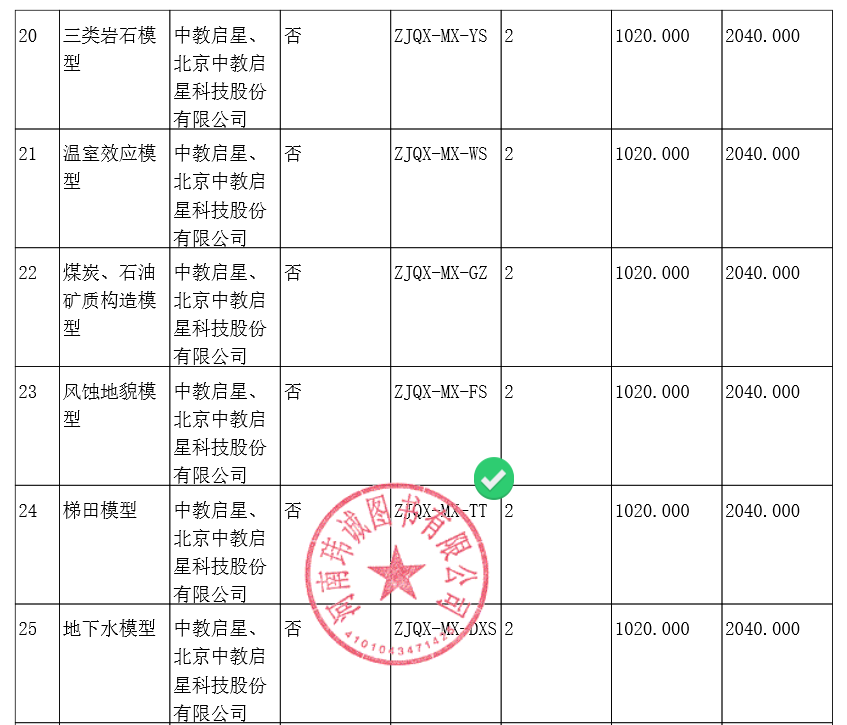 20 三类岩石模型 中教启星、北京中教启星科技股份有限公司 否 ZJQX-MX-YS 2 1020.000 2040.000
21 温室效应模型 中教启星、北京中教启星科技股份有限公司 否 ZJQX-MX-WS 2 1020.000 2040.000
22 煤炭、石油矿质构造模型 中教启星、北京中教启星科技股份有限公司 否 ZJQX-MX-GZ 2 1020.000 2040.000
23 风蚀地貌模型 中教启星、北京中教启星科技股份有限公司 否 ZJQX-MX-FS 2 1020.000 2040.000
24 梯田模型 中教启星、北京中教启星科技股份有限公司 否 ZJQX-MX-TT 2 1020.000 2040.000
25 地下水模型 中教启星、北京中教启星科技股份有限公司 否 ZJQX-MX-DXS 2 1020.000 2040.000
河南玮诚图书有限公司